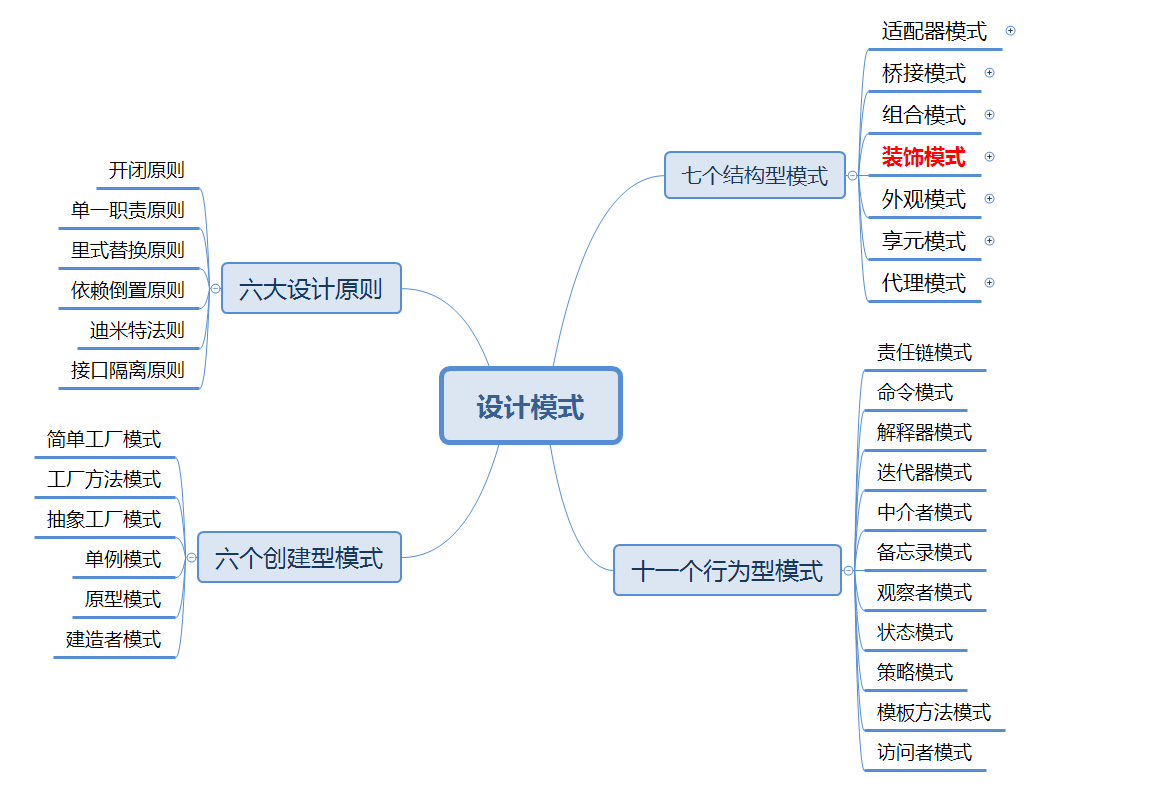 设计模式
六大设计原则
开闭原则
单一职责原则
里式替换原则
依赖倒置原则
迪米特法则
接口隔离原则
六个创建型模式
简单工厂模式
工厂方法模式
抽象工厂模式
单例模式
原型模式
建造者模式
七个结构型模式
适配器模式
桥接模式
组合模式
装饰模式
外观模式
享元模式
代理模式
十一个行为型模式
责任链模式
命令模式
解释器模式
迭代器模式
中介者模式
备忘录模式
观察者模式
状态模式
策略模式
模板方法模式
访问者模式